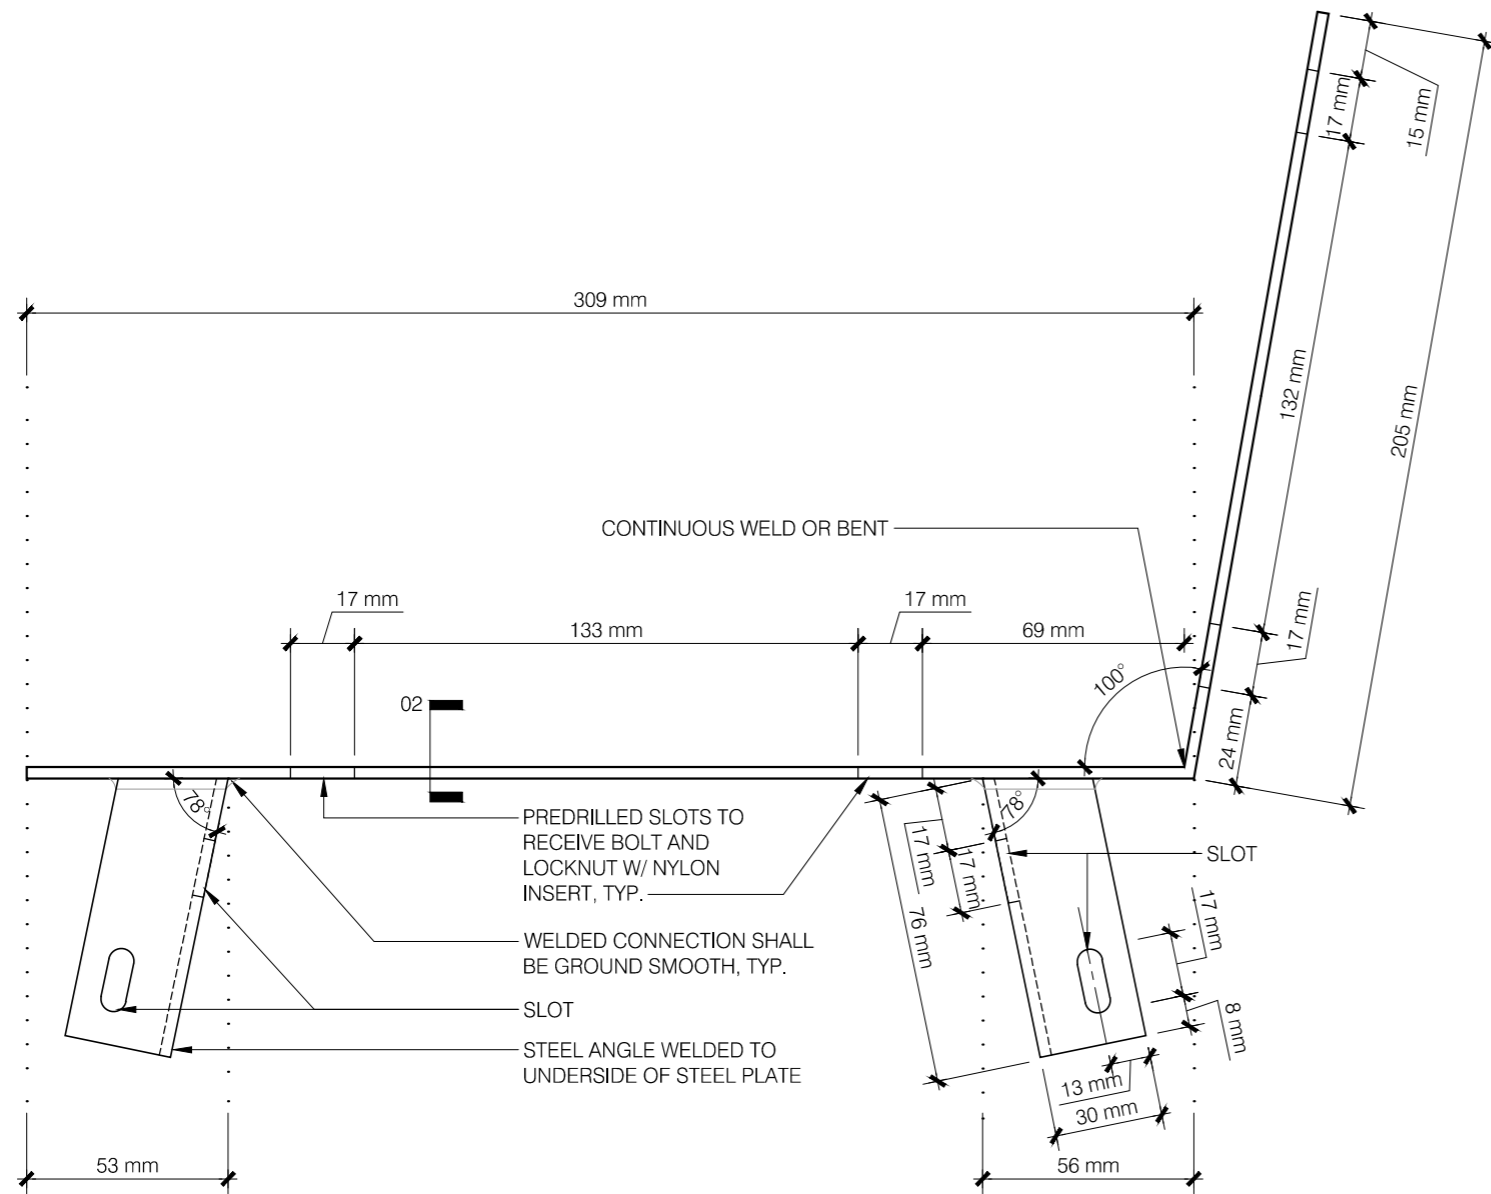 17 mm
15 mm
309 mm
132 mm
205 mm
CONTINUOUS WELD OR BENT
17 mm
133 mm
17 mm
69 mm
17 mm
100°
02
24 mm
78°
78°
PREDRILLED SLOTS TO
RECEIVE BOLT AND
LOCKNUT W/ NYLON
INSERT, TYP.
17 mm
17 mm
SLOT
76 mm
17 mm
WELDED CONNECTION SHALL
BE GROUND SMOOTH, TYP.
SLOT
8 mm
STEEL ANGLE WELDED TO
UNDERSIDE OF STEEL PLATE
13 mm
30 mm
53 mm
56 mm